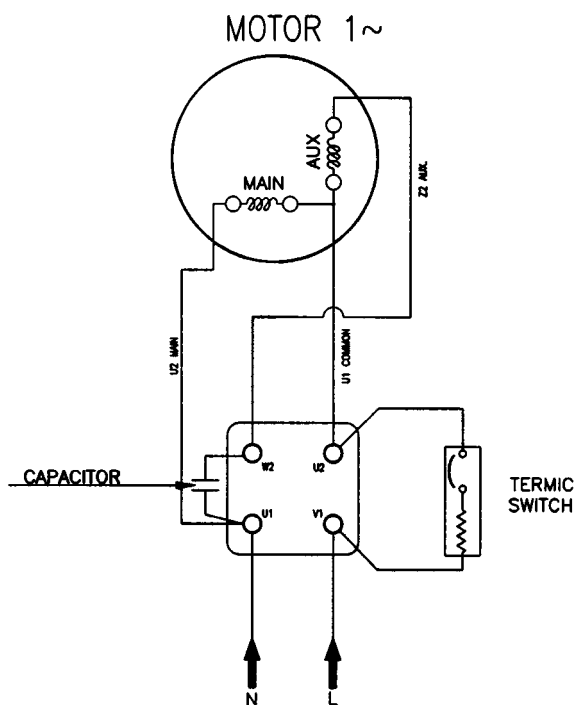 MOTOR 1~
AUX
MAIN
Z2 AUX.
U2 MAIN
U1 COMMON
W2
U2
CAPACITOR
TERMIC
SWITCH
U1
V1
N
L